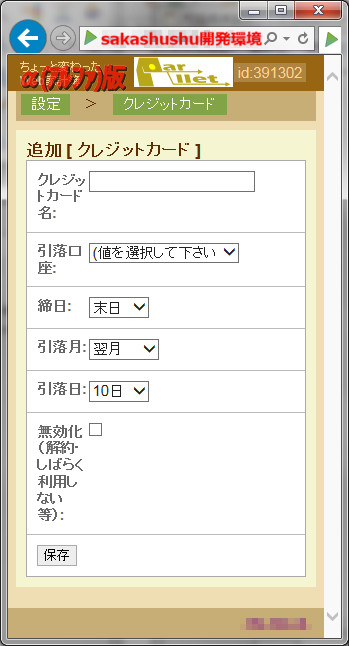 sakashushu開発環境
ちょっと変わった
α(アルファ)版
Parllet
id:391302
設定 > クレジットカード
追加 [ クレジットカード ]
クレジッ
トカード
名:
引落口
座:
(値を選択して下さい
締日:
末日
引落月:
翌月
引落日:
10日
無効化
(解約・
しばらく
利用し
ない
等):
保存